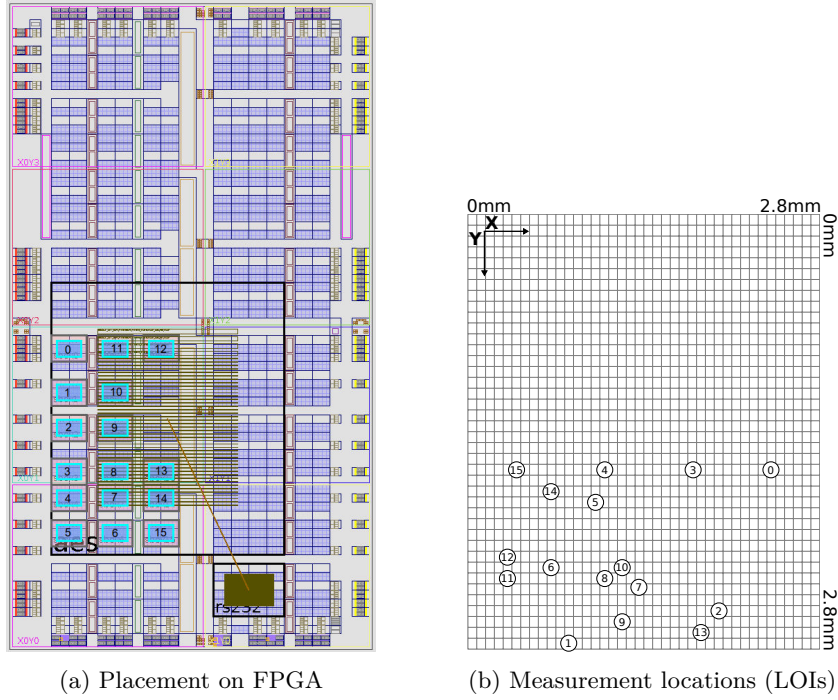 X0Y3
X0Y2
X1Y2
0 11 12
1 10
2 9
3 8 13
X0Y1 X1Y1
4 7 14
5 6 15
aes
rs232
X0Y0
0mm 2.8mm
X
Y
0mm
15 4 3 0
14
5
12
6 10
11 8
7
2
9
13
1
2.8mm
(a) Placement on FPGA
(b) Measurement locations (LOIs)